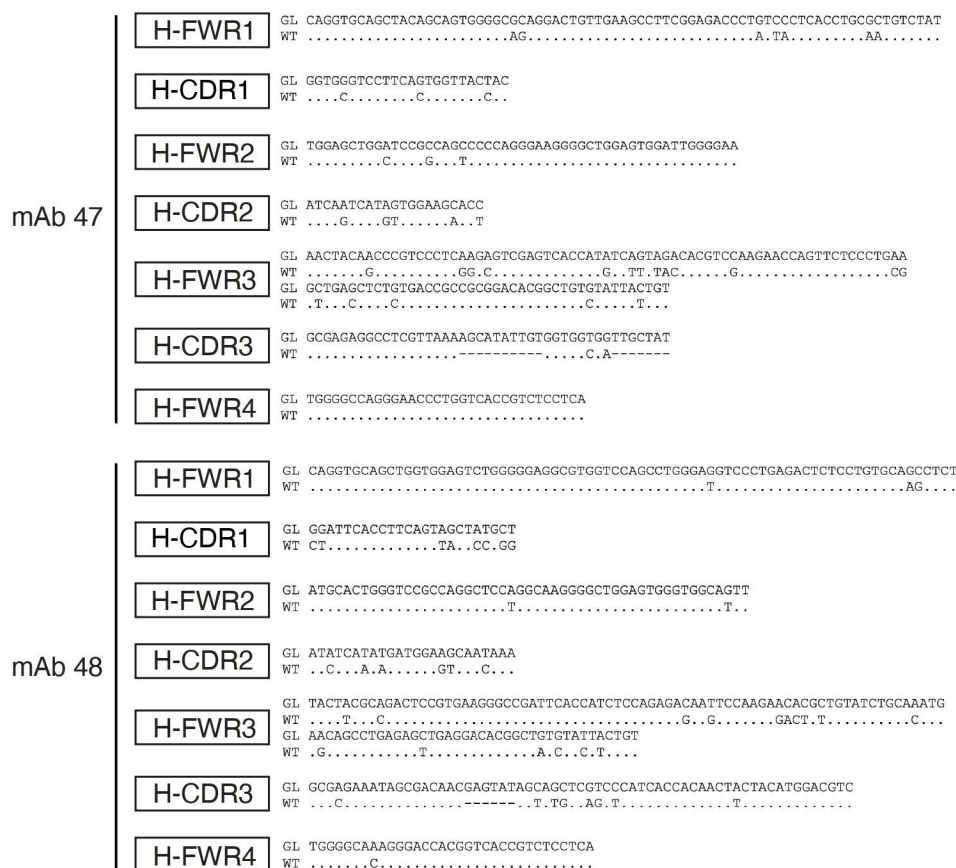 mAb 47
H-FWR1
GL CAGGTGCAGCTACAGCAGTGGGGCGCAGGACTGTTGAAGCCTTCGGAGACCCTGTCCCTCACCTGCGCTGTCTAT
WT ........................AG...........................A.TA.........AA.......
H-CDR1
GL GGTGGGTCCTTCAGTGGTTACTAC
WT ....C........C.......C..
H-FWR2
GL TGGAGCTGGATCCGCCAGCCCCCAGGGAAGGGGCTGGAGTGGATTGGGGAA
WT .........C....G...T................................
H-CDR2
GL ATCAATCATAGTGGAAGCACC
WT ....G....GT......A..T
H-FWR3
GL AACTACAACCCGTCCCTCAAGAGTCGAGTCACCATATCAGTAGACACGTCCAAGAACCAGTTCTCCCTGAA
WT .......G..........GG.C.............G..TT.TAC......G..................CG
GL GCTGAGCTCTGTGACCGCCGCGGACACGGCTGTGTATTACTGT
WT .T...C....C......................C.....T...
H-CDR3
GL GCGAGAGGCCTCGTTAAAAGCATATTGTGGTGGTGGTTGCTAT
WT ..................----------.....C.A-------
H-FWR4
GL TGGGGCCAGGGAACCCTGGTCACCGTCTCCTCA
WT .................................
mAb 48
H-FWR1
GL CAGGTGCAGCTGGTGGAGTCTGGGGGAGGCGTGGTCCAGCCTGGGAGGTCCCTGAGACTCTCCTGTGCAGCCTCT
WT ...............................................T.....................AG....
H-CDR1
GL GGATTCACCTTCAGTAGCTATGCT
WT CT.............TA..CC.GG
H-FWR2
GL ATGCACTGGGTCCGCCAGGCTCCAGGCAAGGGGCTGGAGTGGGTGGCAGTT
WT .......................T........................T..
H-CDR2
GL ATATCATATGATGGAAGCAATAAA
WT ..C...A.A......GT...C...
H-FWR3
GL TACTACGCAGACTCCGTGAAGGGCCGATTCACCATCTCCAGAGACAATTCCAAGAACACGCTGTATCTGCAAATG
WT ....T...C...................................G..G.......GACT.T..........C...
GL AACAGCCTGAGAGCTGAGGACACGGCTGTGTATTACTGT
WT .G...........T.............A.C..C.T....
H-CDR3
GL GCGAGAAATAGCGACAACGAGTATAGCAGCTCGTCCCATCACCACAACTACTACATGGACGTC
WT ...C..............------..T.TG..AG.T.............T.............
H-FWR4
GL TGGGGCAAAGGGACCACGGTCACCGTCTCCTCA
WT .......C.........................